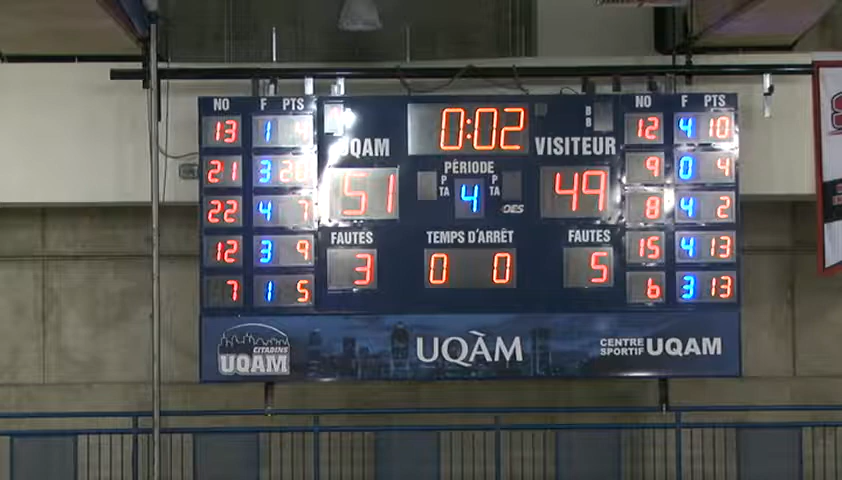 NO F PTS
0:02
NO F PTS
UQAM
VISITEUR
B
B
13 1 4
12 4 10
21 3 20
9 0 4
22 4 7
8 4 2
12 3 9
15 4 13
7 1 5
6 3 13
PÉRIODE
P
TA
4
P
TA
51
49
OES
FAUTES
TEMPS D'ARRÊT
FAUTES
3
0 0
5
CITADINS
UQAM
UQÀM
CENTRE
SPORTIF UQAM